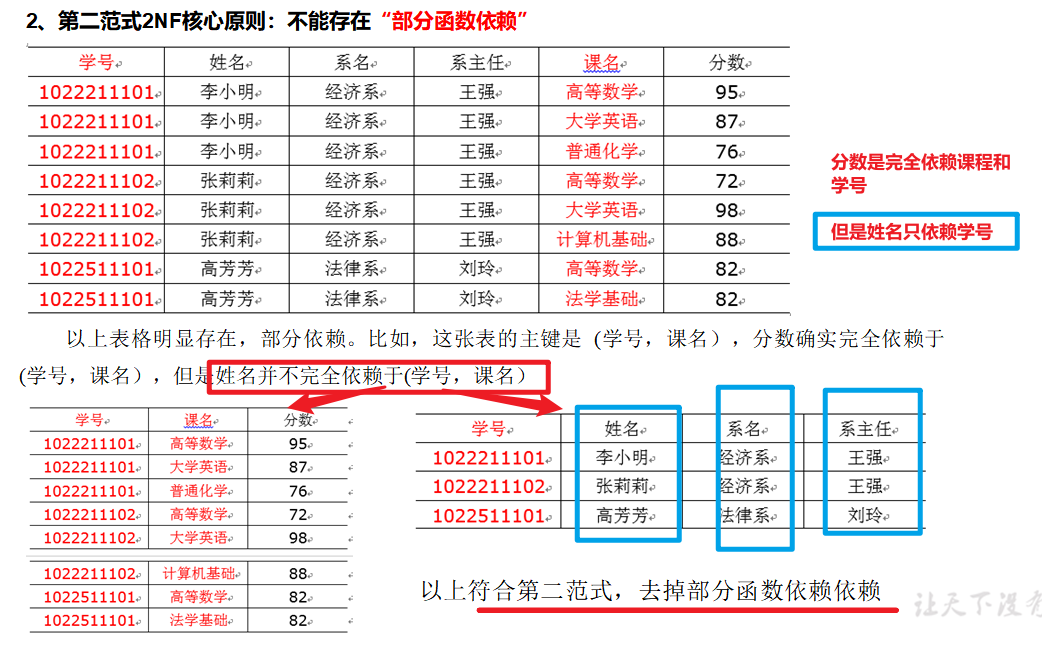 2、第二范式2NF核心原则：不能存在“部分函数依赖”
学号 姓名 系名 系主任 课名 分数
1022211101 李小明 经济系 王强 高等数学 95
1022211101 李小明 经济系 王强 大学英语 87
1022211101 李小明 经济系 王强 普通化学 76
1022211102 张莉莉 经济系 王强 高等数学 72
1022211102 张莉莉 经济系 王强 大学英语 98
1022211102 张莉莉 经济系 王强 计算机基础 88
1022511101 高芳芳 法律系 刘玲 高等数学 82
1022511101 高芳芳 法律系 刘玲 法学基础 82
分数是完全依赖课程和
学号
但是姓名只依赖学号
以上表格明显存在，部分依赖。比如，这张表的主键是（学号，课名），分数确实完全依赖于
(学号，课名），但是姓名并不完全依赖于(学号，课名）
学号 课名 分数
1022211101 高等数学 95
1022211101 大学英语 87
1022211101 普通化学 76
1022211102 高等数学 72
1022211102 大学英语 98
1022211102 计算机基础 88
1022511101 高等数学 82
1022511101 法学基础 82
学号 姓名 系名 系主任
1022211101 李小明 经济系 王强
1022211102 张莉莉 经济系 王强
1022511101 高芳芳 法律系 刘玲
以上符合第二范式，去掉部分函数依赖依赖
让天下没有